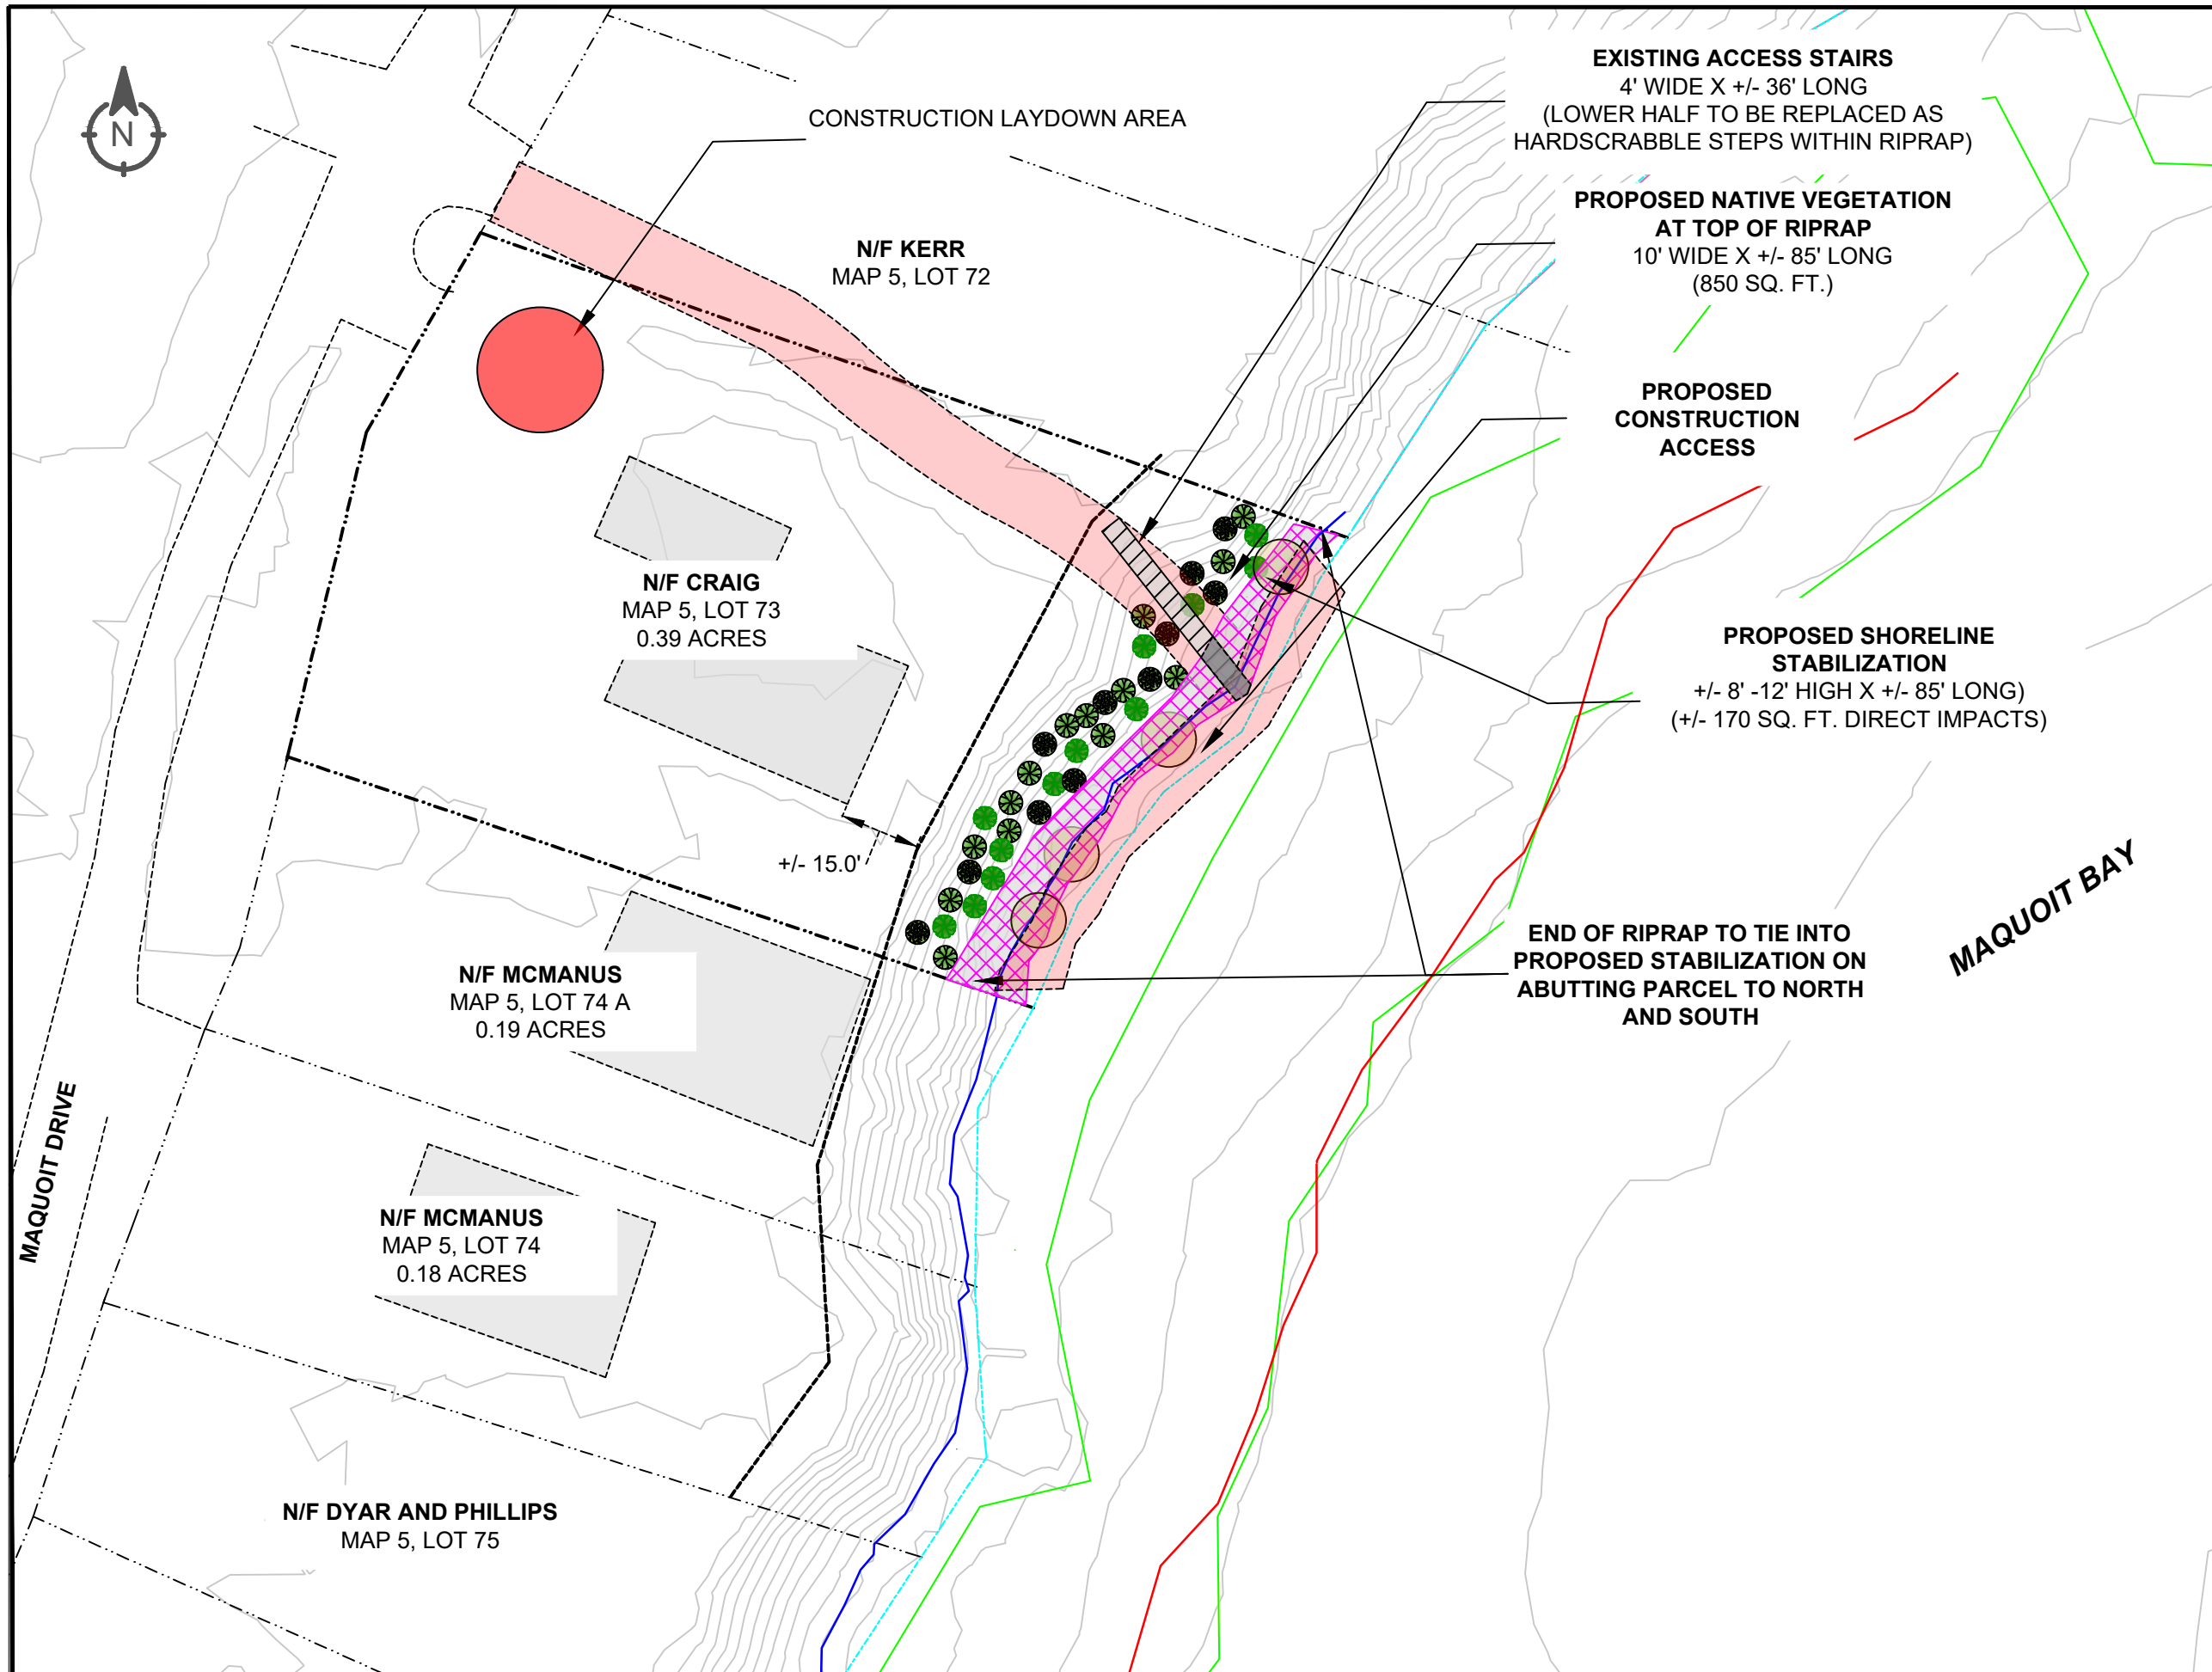 EXISTING ACCESS STAIRS
4' WIDE X +/- 36' LONG
(LOWER HALF TO BE REPLACED AS
HARDSCRABBLE STEPS WITHIN RIPRAP)
CONSTRUCTION LAYDOWN AREA
N
PROPOSED NATIVE VEGETATION
AT TOP OF RIPRAP
10' WIDE X +/- 85' LONG
(850 SQ. FT.)
N/F KERR
MAP 5, LOT 72
PROPOSED
CONSTRUCTION
ACCESS
N/F CRAIG
MAP 5, LOT 73
0.39 ACRES
PROPOSED SHORELINE
STABILIZATION
+/- 8' -12' HIGH X +/- 85' LONG)
(+/- 170 SQ. FT. DIRECT IMPACTS)
+/- 15.0'
MAQUOIT BAY
END OF RIPRAP TO TIE INTO
PROPOSED STABILIZATION ON
ABUTTING PARCEL TO NORTH
AND SOUTH
N/F MCMANUS
MAP 5, LOT 74 A
0.19 ACRES
MAQUOIT DRIVE
N/F MCMANUS
MAP 5, LOT 74
0.18 ACRES
N/F DYAR AND PHILLIPS
MAP 5, LOT 75